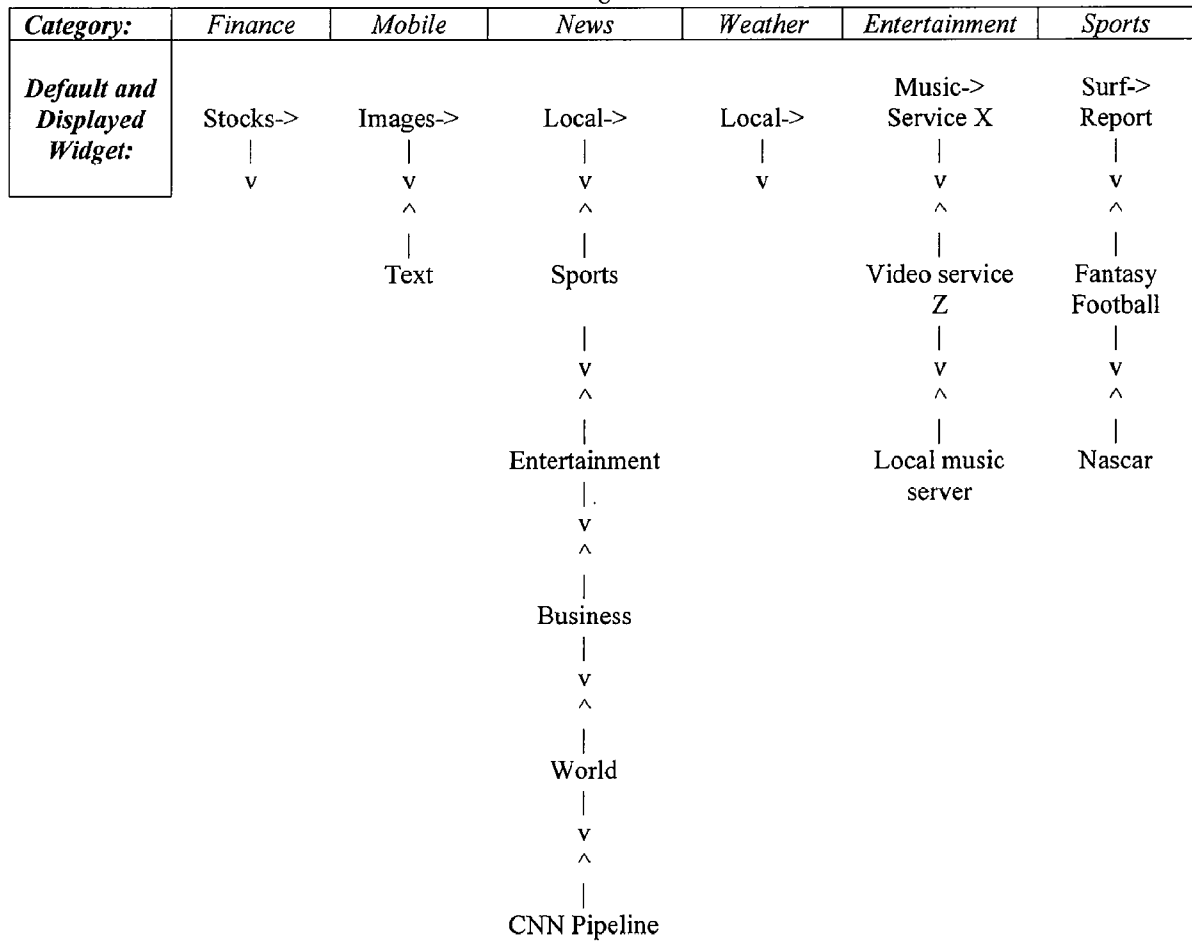 Category: Finance Mobile News Weather Entertainment Sports
Default and Displayed Widget: Stocks-> Images-> Local-> Local-> Music-> Service X Surf-> Report
| | | | | |
v v v v v v
^ ^ ^ ^
| | | |
Text Sports Video service Z Fantasy Football
| | |
v v v
^ ^ ^
| | |
Entertainment Local music server Nascar
|
v
^
|
Business
|
v
^
|
World
|
v
^
|
CNN Pipeline